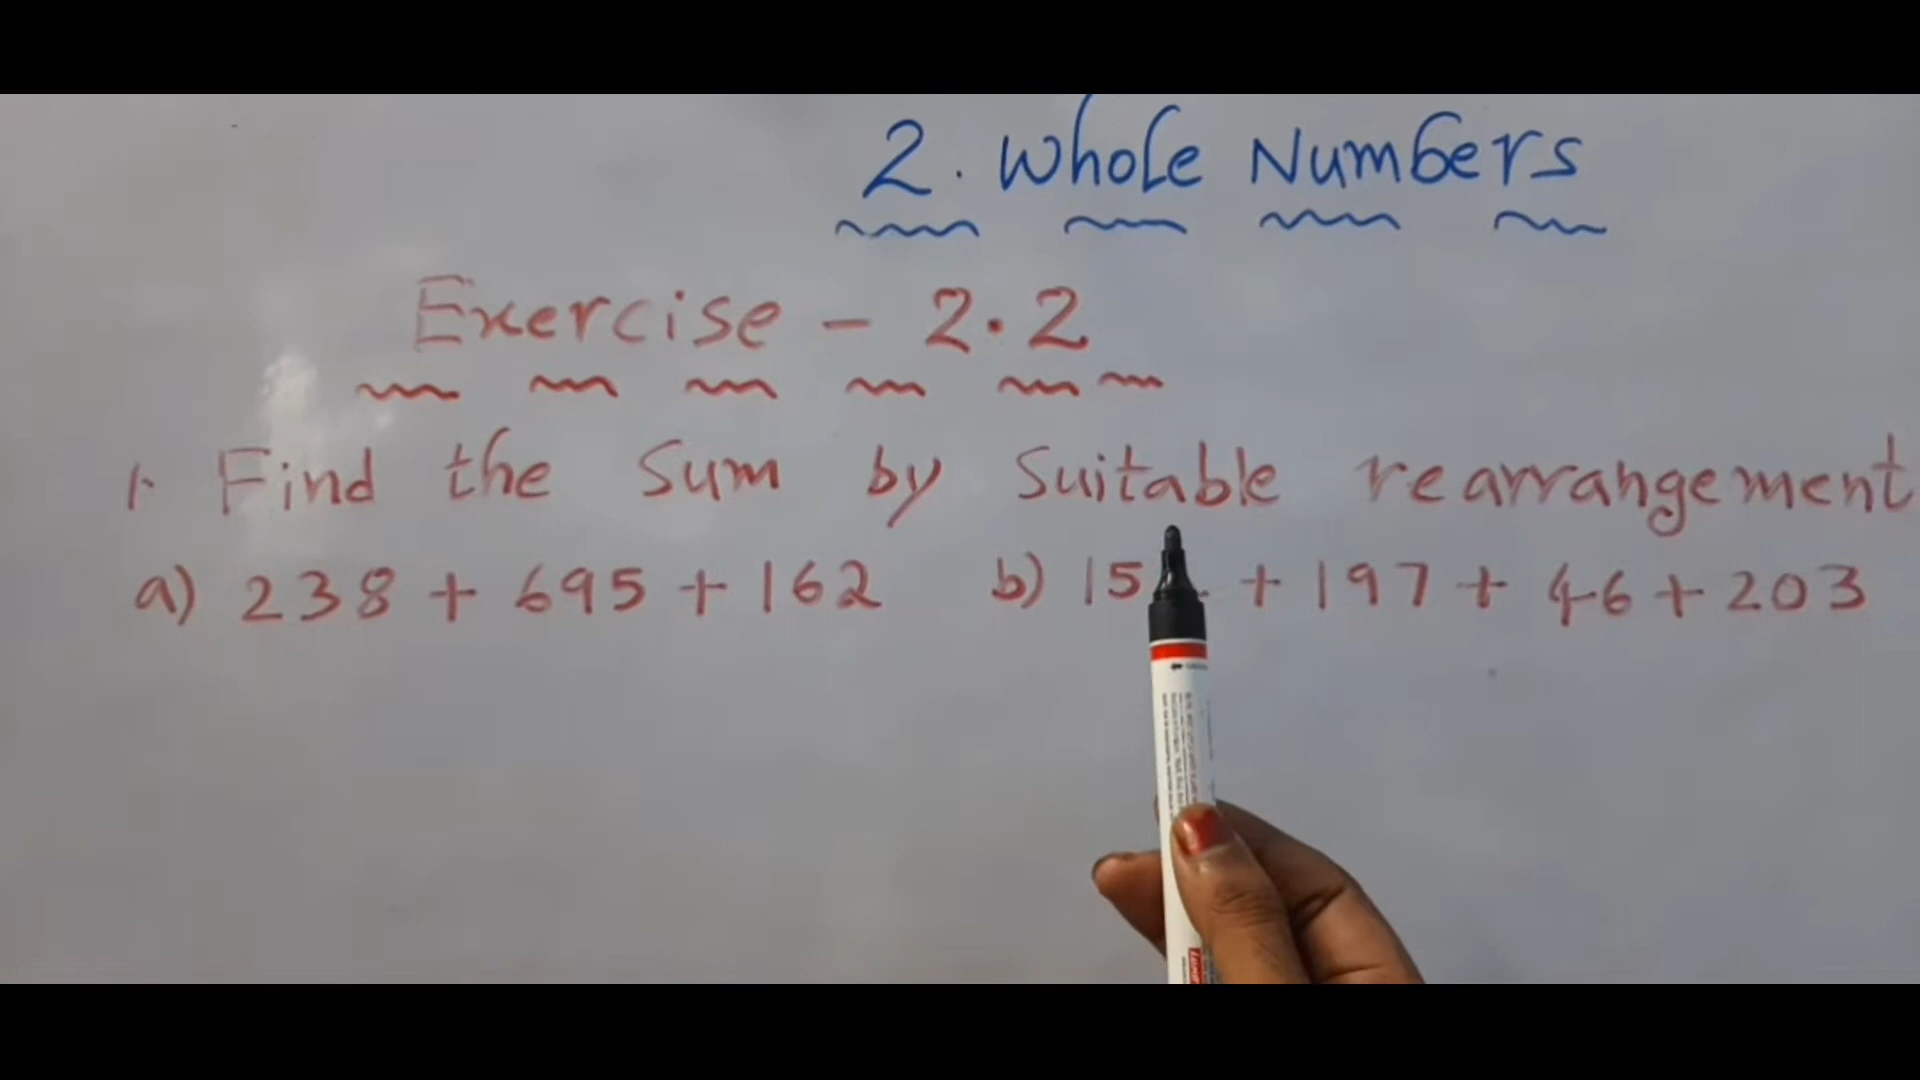 2. Whole Numbers
Exercise - 2.2
1. Find the Sum by Suitable rearrangement
a) 238 + 695 + 162 b) + 197 + 46 + 203